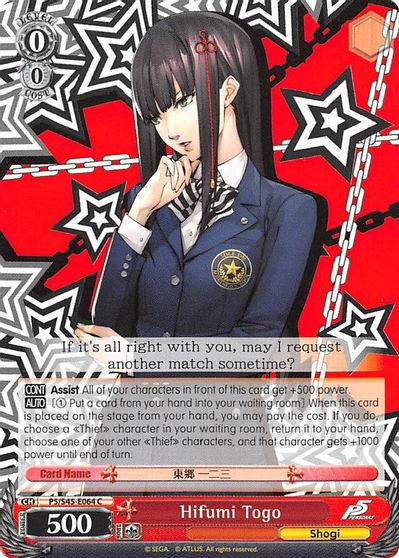 LEVEL
0
0
COST
If it's all right with you, may I request
another match sometime?
CONT Assist All of your characters in front of this card get +500 power.
AUTO [① Put a card from your hand into your waiting room] When this card
is placed on the stage from your hand, you may pay the cost. If you do, choose
a «Thief» character in your waiting room, return it to your hand,
choose one of your other «Thief» characters, and that character gets +1000
power until end of turn.
Card Name 東郷 一二三
CH P5/S45-E064 C
POWER 500
Hifumi Togo
P5 PERSONA5
Shogi
© SEGA. © ATLUS. All rights reserved.